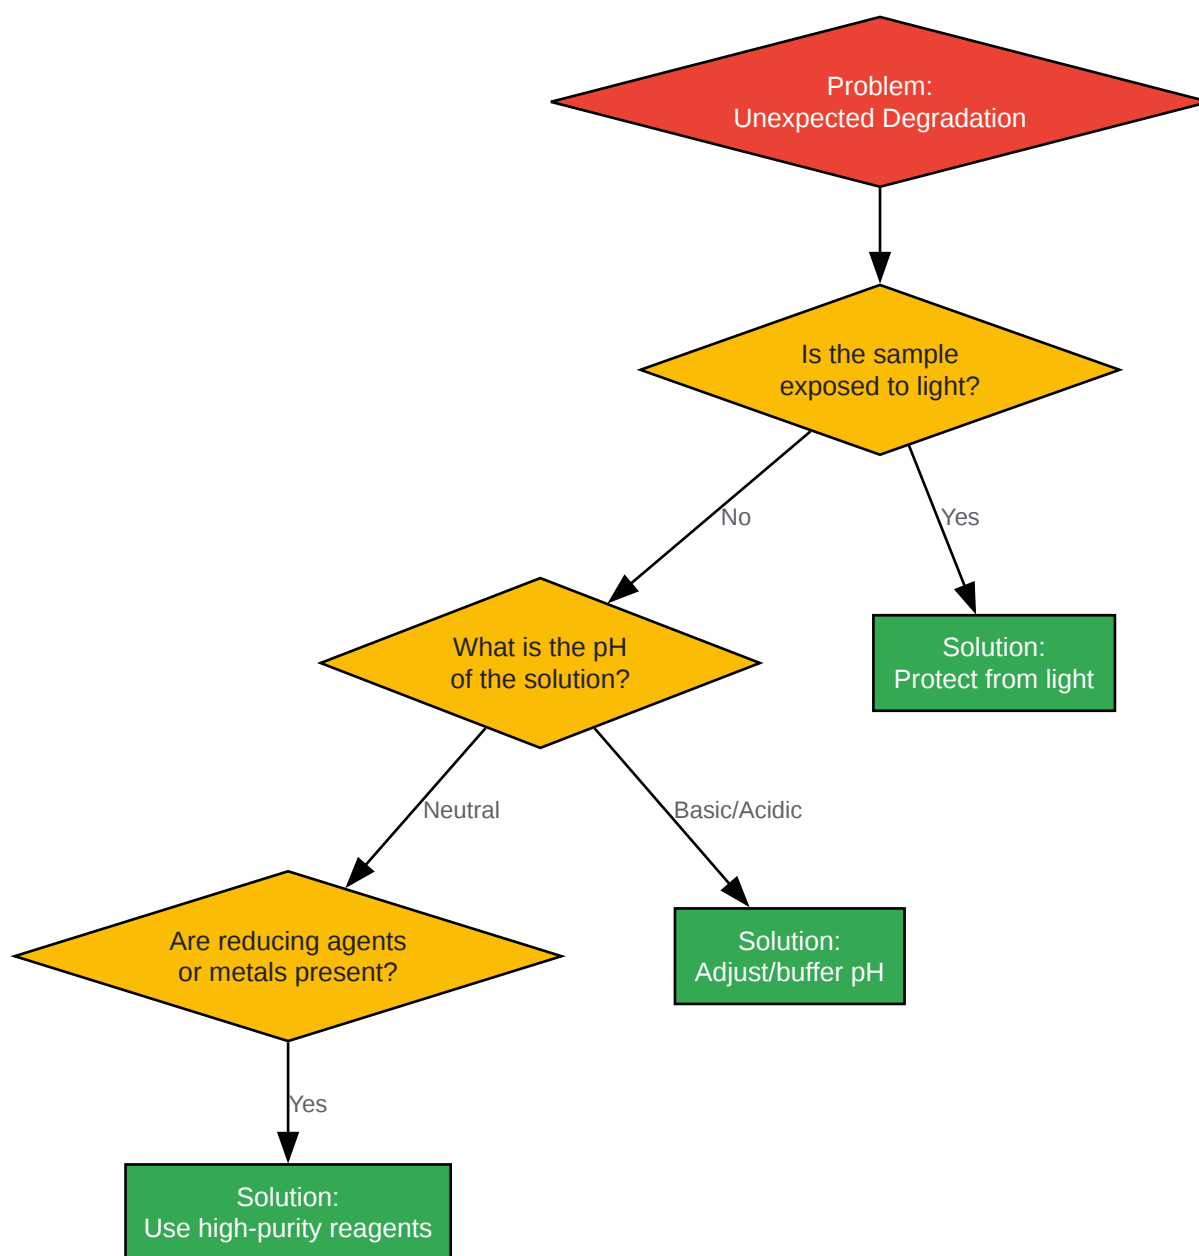 Problem:
Unexpected Degradation
Is the sample
exposed to light?
No
Yes
What is the pH
of the solution?
Solution:
Protect from light
Neutral
Basic/Acidic
Are reducing agents
or metals present?
Solution:
Adjust/buffer pH
Yes
Solution:
Use high-purity reagents